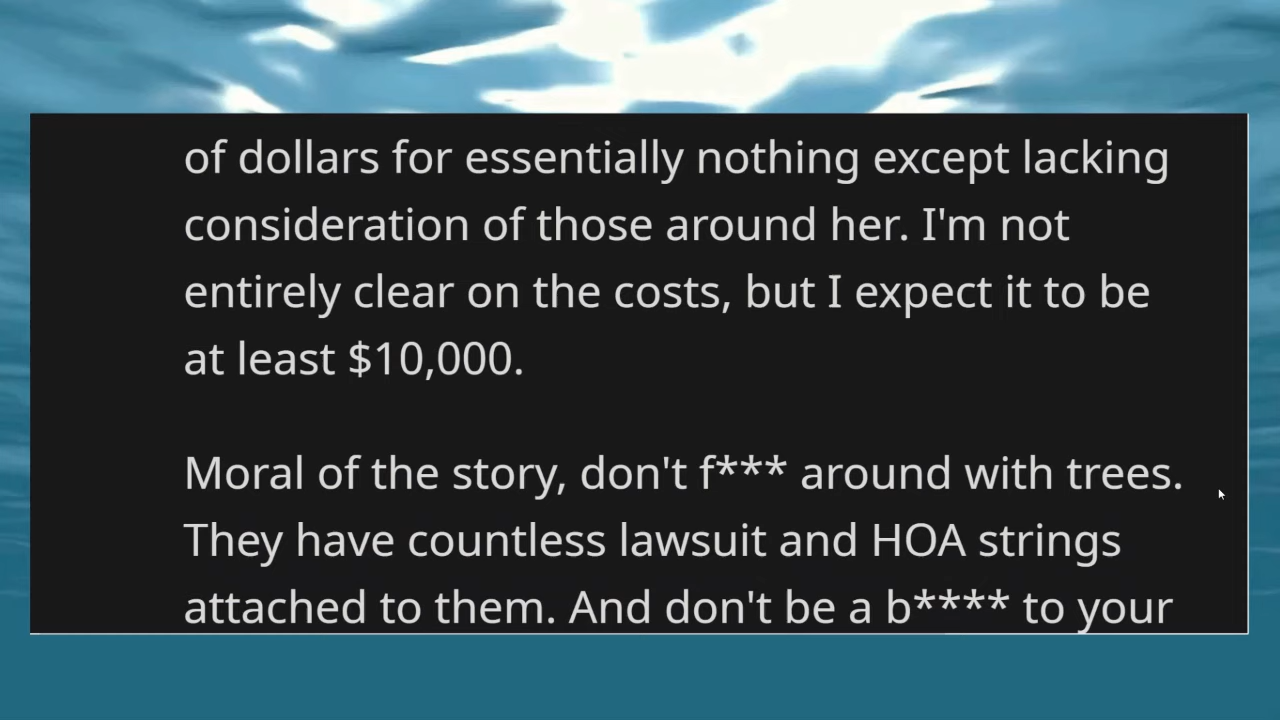 of dollars for essentially nothing except lacking
consideration of those around her. I'm not
entirely clear on the costs, but I expect it to be
at least $10,000.
Moral of the story, don't f*** around with trees.
They have countless lawsuit and HOA strings
attached to them. And don't be a b**** to your